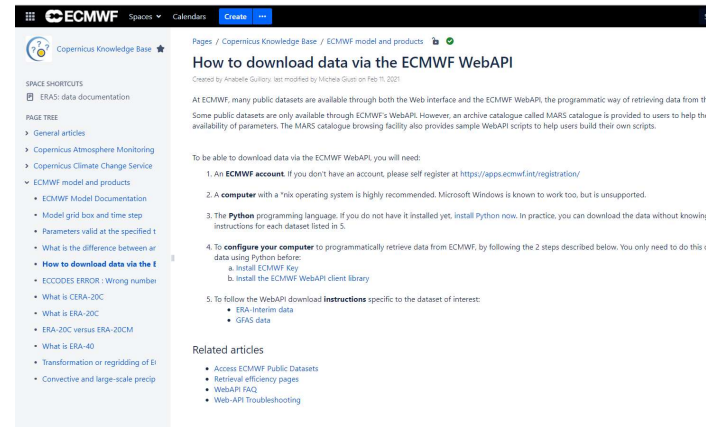 ECMWF Spaces Calendars Create ...
Copernicus Knowledge Base
Pages / Copernicus Knowledge Base / ECMWF model and products
How to download data via the ECMWF WebAPI
Created by Anabelle Guillory, last modified by Michela Giusti on Feb 11, 2021
SPACE SHORTCUTS
ERA5: data documentation
PAGE TREE
General articles
Copernicus Atmosphere Monitoring
Copernicus Climate Change Service
ECMWF model and products
ECMWF Model Documentation
Model grid box and time step
Parameters valid at the specified t
What is the difference between ar
How to download data via the E
ECCODES ERROR : Wrong number
What is CERA-20C
What is ERA-20C
ERA-20C versus ERA-20CM
What is ERA-40
Transformation or regridding of E
Convective and large-scale precip
At ECMWF, many public datasets are available through both the Web interface and the ECMWF WebAPI, the programmatic way of retrieving data from th
Some public datasets are only available through ECMWF's WebAPI. However, an archive catalogue called MARS catalogue is provided to users to help the
availability of parameters. The MARS catalogue browsing facility also provides sample WebAPI scripts to help users build their own scripts.
To be able to download data via the ECMWF WebAPI, you will need:
1. An ECMWF account. If you don't have an account, please self register at https://apps.ecmwf.int/registration/
2. A computer with a *nix operating system is highly recommended. Microsoft Windows is known to work too, but is unsupported.
3. The Python programming language. If you do not have it installed yet, install Python now. In practice, you can download the data without knowing
instructions for each dataset listed in 5.
4. To configure your computer to programmatically retrieve data from ECMWF, by following the 2 steps described below. You only need to do this
data using Python before:
a. Install ECMWF Key
b. Install the ECMWF WebAPI client library
5. To follow the WebAPI download instructions specific to the dataset of interest:
ERA-Interim data
GFAS data
Related articles
Access ECMWF Public Datasets
Retrieval efficiency pages
WebAPI FAQ
Web-API Troubleshooting